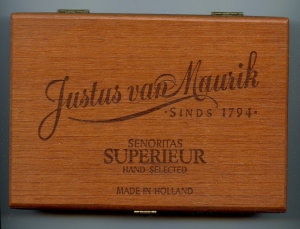 Justus van Maurik
·SINDS 1794·
SENORITAS
SUPERIEUR
HAND SELECTED
MADE IN HOLLAND